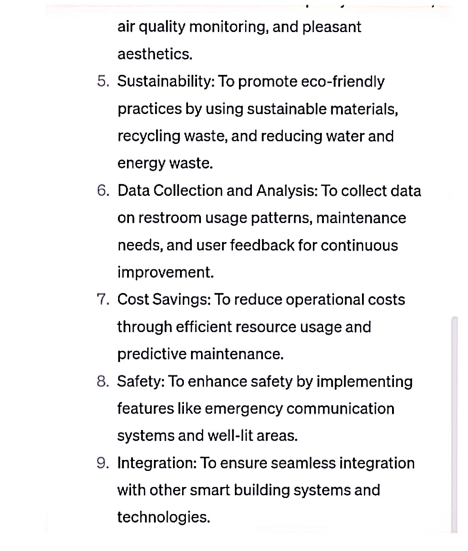 air quality monitoring, and pleasant
aesthetics.
5. Sustainability: To promote eco-friendly
practices by using sustainable materials,
recycling waste, and reducing water and
energy waste.
6. Data Collection and Analysis: To collect data
on restroom usage patterns, maintenance
needs, and user feedback for continuous
improvement.
7. Cost Savings: To reduce operational costs
through efficient resource usage and
predictive maintenance.
8. Safety: To enhance safety by implementing
features like emergency communication
systems and well-lit areas.
9. Integration: To ensure seamless integration
with other smart building systems and
technologies.